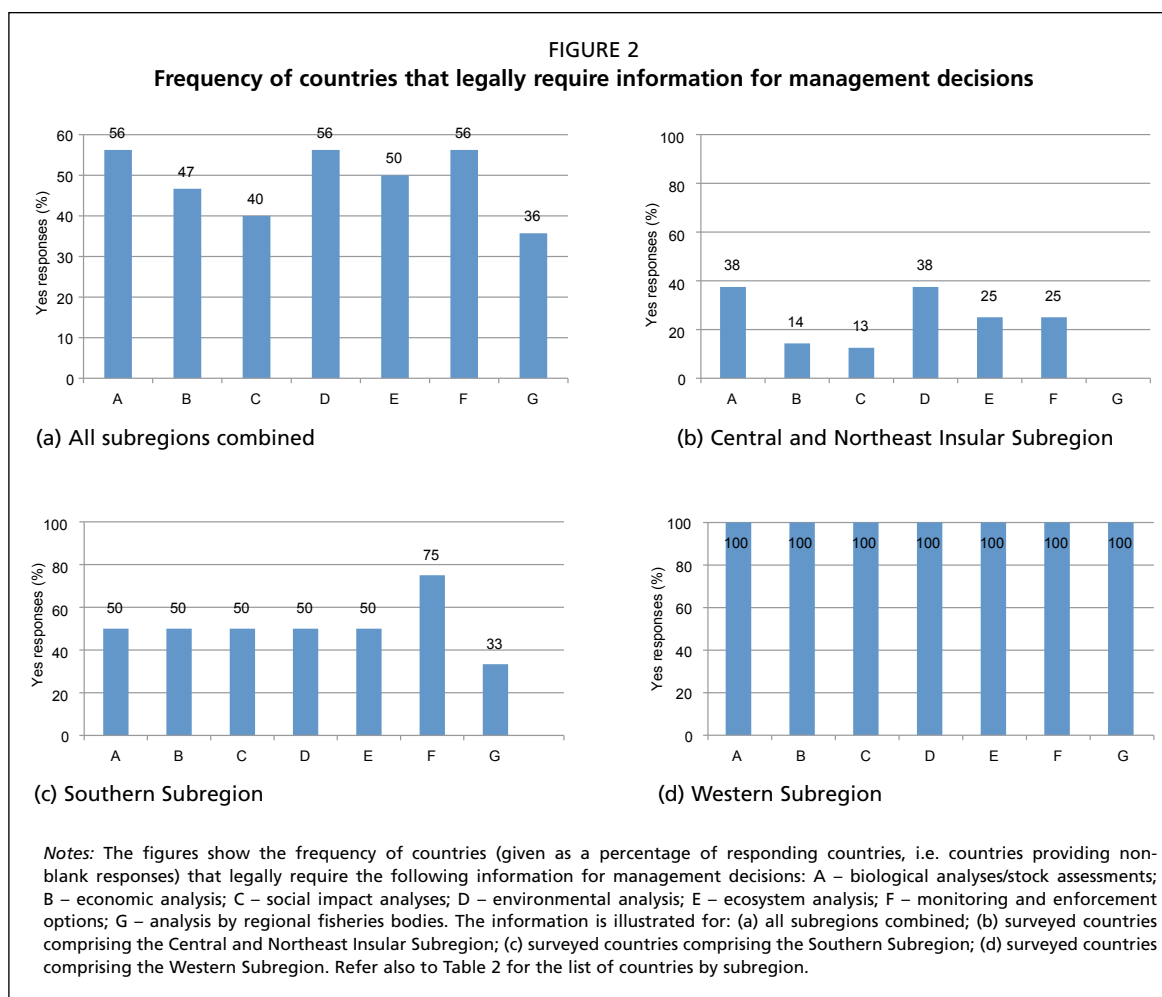 FIGURE 2
Frequency of countries that legally require information for management decisions
Yes responses (%)
60
50
40
30
20
10
0
56
47
40
56
50
56
36
A B C D E F G
(a) All subregions combined
Yes responses (%)
100
80
60
40
20
0
38
14
13
38
25
25
A B C D E F G
(b) Central and Northeast Insular Subregion
Yes responses (%)
100
80
60
40
20
0
50
50
50
50
50
75
33
A B C D E F G
(c) Southern Subregion
Yes responses (%)
100
80
60
40
20
0
100
100
100
100
100
100
100
A B C D E F G
(d) Western Subregion
Notes: The figures show the frequency of countries (given as a percentage of responding countries, i.e. countries providing non-
blank responses) that legally require the following information for management decisions: A – biological analyses/stock assessments;
B – economic analysis; C – social impact analyses; D – environmental analysis; E – ecosystem analysis; F – monitoring and enforcement
options; G – analysis by regional fisheries bodies. The information is illustrated for: (a) all subregions combined; (b) surveyed countries
comprising the Central and Northeast Insular Subregion; (c) surveyed countries comprising the Southern Subregion; (d) surveyed countries
comprising the Western Subregion. Refer also to Table 2 for the list of countries by subregion.